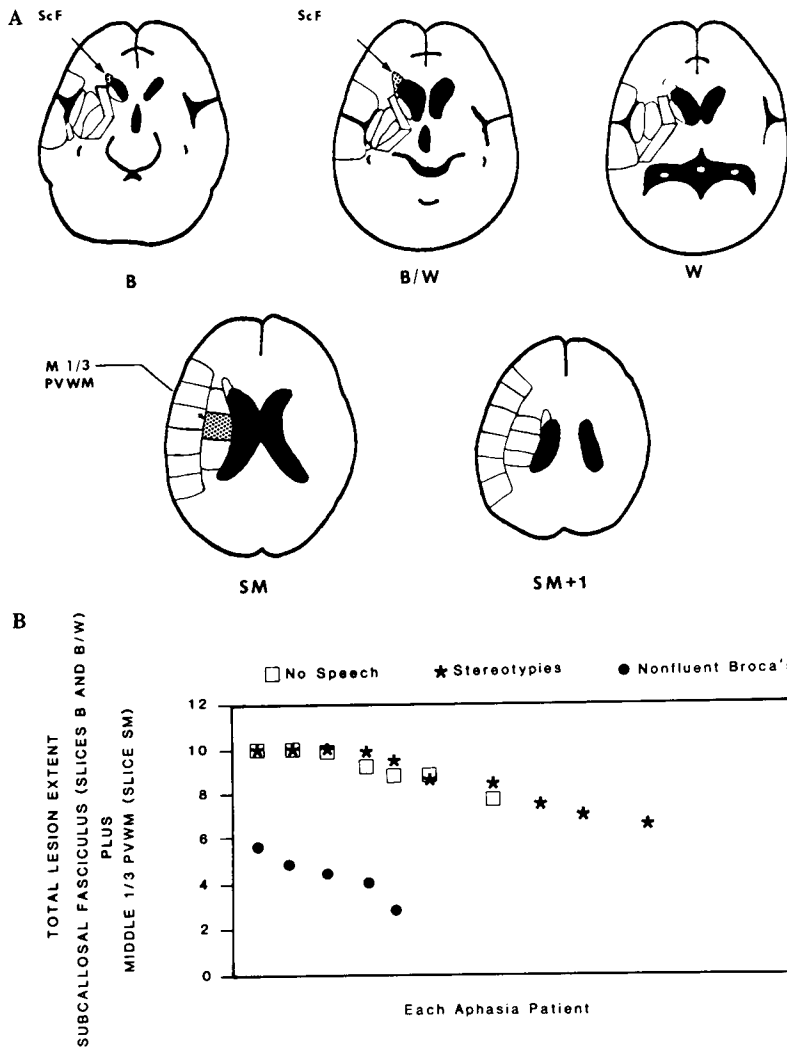 A
ScF
ScF
B
B/W
W
M 1/3
PVWM
SM
SM+1
B
TOTAL LESION EXTENT
SUBCALLOSAL FASCICULUS (SLICES B AND B/W)
PLUS
MIDDLE 1/3 PVWM (SLICE SM)
No Speech
Stereotypies
Nonfluent Broca's
12
10
8
6
4
2
0
Each Aphasia Patient